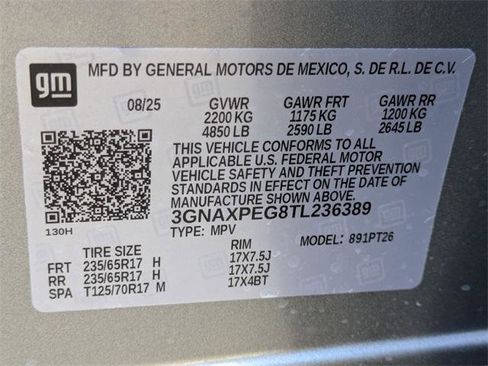 gm
MFD BY GENERAL MOTORS DE MEXICO, S. DE R.L. DE C.V.
08/25 GVWR GAWR FRT GAWR RR
2200 KG 1175 KG 1200 KG
4850 LB 2590 LB 2645 LB
THIS VEHICLE CONFORMS TO ALL
APPLICABLE U.S. FEDERAL MOTOR
VEHICLE SAFETY AND THEFT PREVENTION
STANDARDS IN EFFECT ON THE DATE OF
MANUFACTURE SHOWN ABOVE.
3GNAXPEG8TL236389
130H TYPE: MPV MODEL: 891PT26
TIRE SIZE RIM
FRT 235/65R17 H 17X7.5J
RR 235/65R17 H 17X7.5J
SPA T125/70R17 M 17X4BT